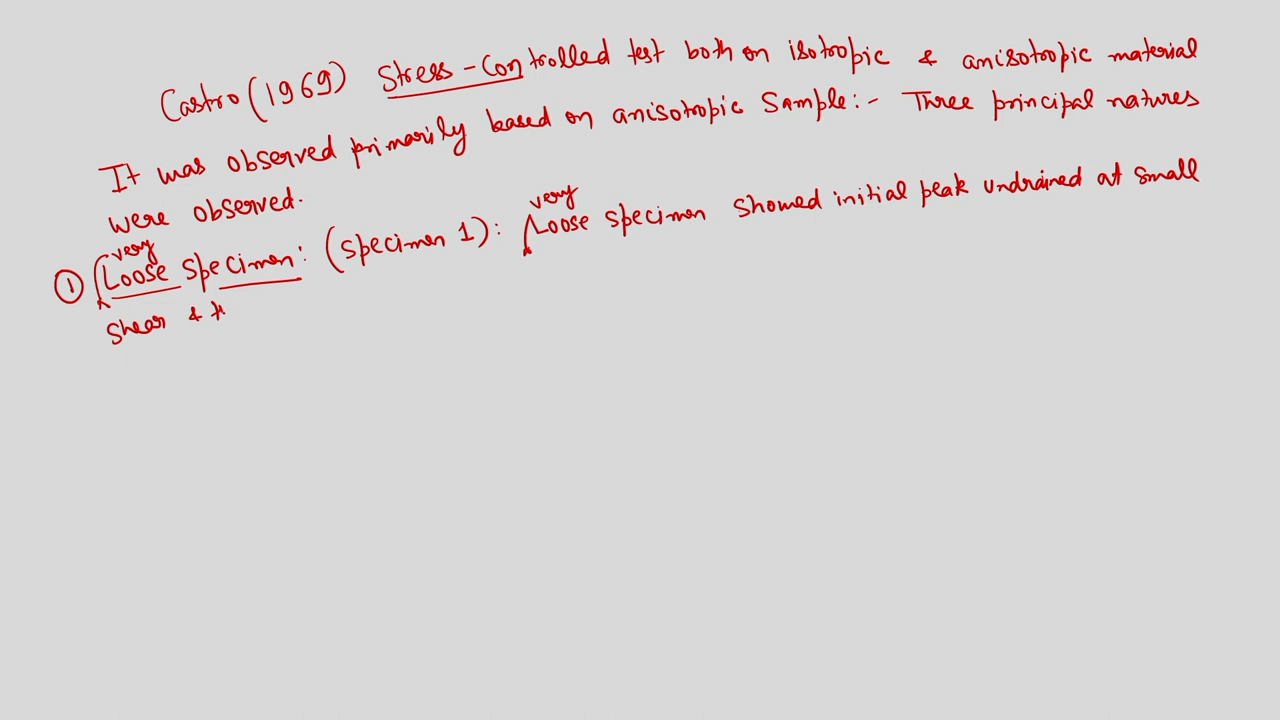 Castro (1969) Stress-Controlled test both on isotropic & anisotropic material
It was observed primarily based on anisotropic Sample:- Three principal natures
were observed.
① very Loose specimen: (Specimen 1): very Loose specimen showed initial peak undrained at small
Shear &